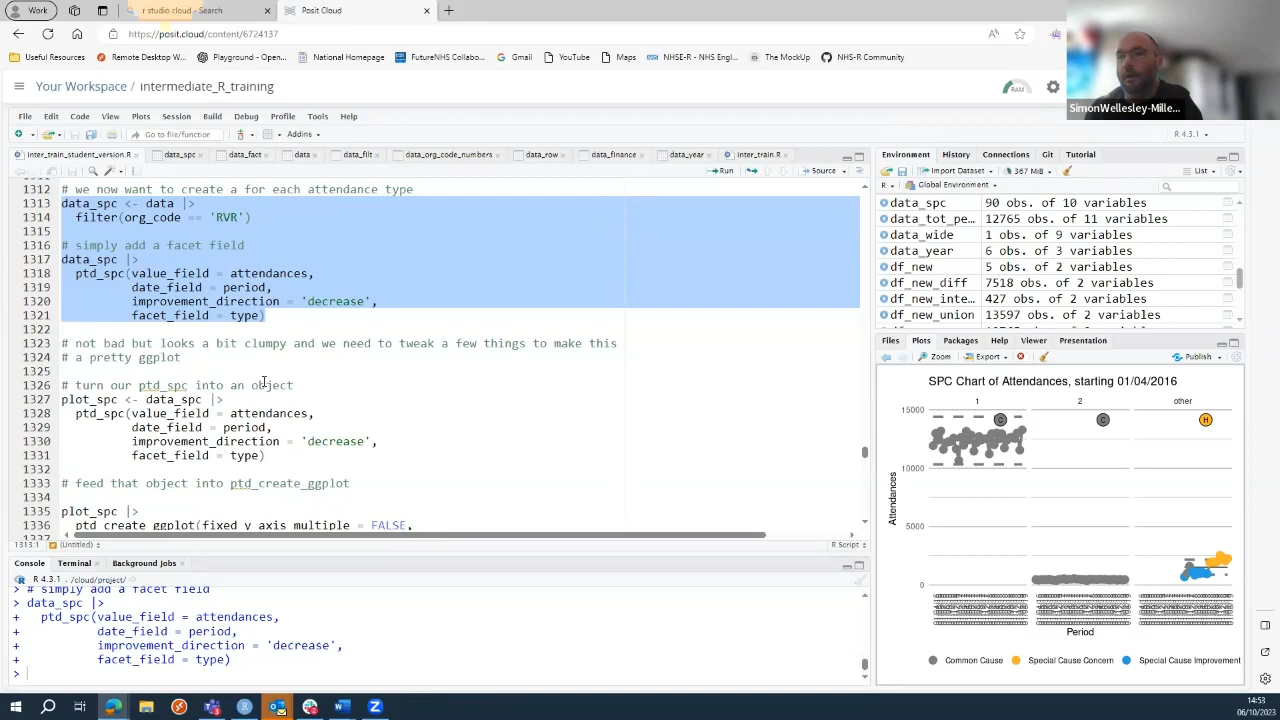 Work
r studio cloud - Search
Posit Cloud
https://posit.cloud/content/6724137
Useful Resources
Remote Desktop W...
Playground - Open...
National Homepage
FutureNHS Collabo...
Gmail
YouTube
Maps
NHSE-R - NHS Engl...
The MockUp
NHS-R Community
Your Workspace / intermediate_R_training
RAM
SimonWellesley-Mille...
File Edit Code View Plots Session Build Debug Profile Tools Help
Go to file/function
Addins
R 4.3.1
inter_train_student_version.R
data_spc
data_fact
data
data_filt
data_org_code_numbers
data_row
data_finance
data_year
inter_train.R
Run
Source
1312 # we now want to create a for each attendance type
1313 data_spc <- data |>
1314 filter(org_code == 'RVR')
1315
1316 # simply add a facet field
1317 data_spc |>
1318 ptd_spc(value_field = attendances,
1319 date_field = period,
1320 improvement_direction = 'decrease',
1321 facet_field = type)
1322
1323 # not bad but looks a bit clumpy and we need to tweak a few things to make this
1324 # a pretty ggplot
1325
1326 # turn our ptd_spc into an object
1327 plot_spc <- data_spc |>
1328 ptd_spc(value_field = attendances,
1329 date_field = period,
1330 improvement_direction = 'decrease',
1331 facet_field = type)
1332
1333 # feed that object into ptd_create_ggplot
1334
1335 plot_spc |>
1336 ptd_create_ggplot(fixed_y_axis_multiple = FALSE,
1337
1313:1 (Untitled) R Script
Console Terminal Background Jobs
R 4.3.1 . /cloud/project/
> # simply add a facet field
> data_spc |>
+ ptd_spc(value_field = attendances,
+ date_field = period,
+ improvement_direction = 'decrease',
+ facet_field = type)
>
Environment History Connections Git Tutorial
Import Dataset
367 MiB
List
R Global Environment
data_spc 90 obs. of 10 variables
data_tot_pe... 12765 obs. of 11 variables
data_wide 1 obs. of 9 variables
data_year 6 obs. of 3 variables
df_new 5 obs. of 2 variables
df_new_diff 7518 obs. of 2 variables
df_new_inte... 427 obs. of 2 variables
df_new_union 13597 obs. of 2 variables
Files Plots Packages Help Viewer Presentation
Zoom Export Publish
SPC Chart of Attendances, starting 01/04/2016
1 2 other
C C H
15000
10000
5000
0
Attendances
Period
Common Cause Special Cause Concern Special Cause Improvement
14:53
06/10/2023